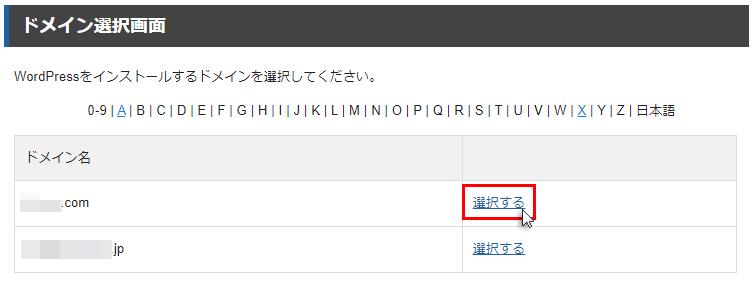 ドメイン選択画面
WordPressをインストールするドメインを選択してください。
0-9 | A | B | C | D | E | F | G | H | I | J | K | L | M | N | O | P | Q | R | S | T | U | V | W | X | Y | Z | 日本語
ドメイン名
.com 選択する
.jp 選択する